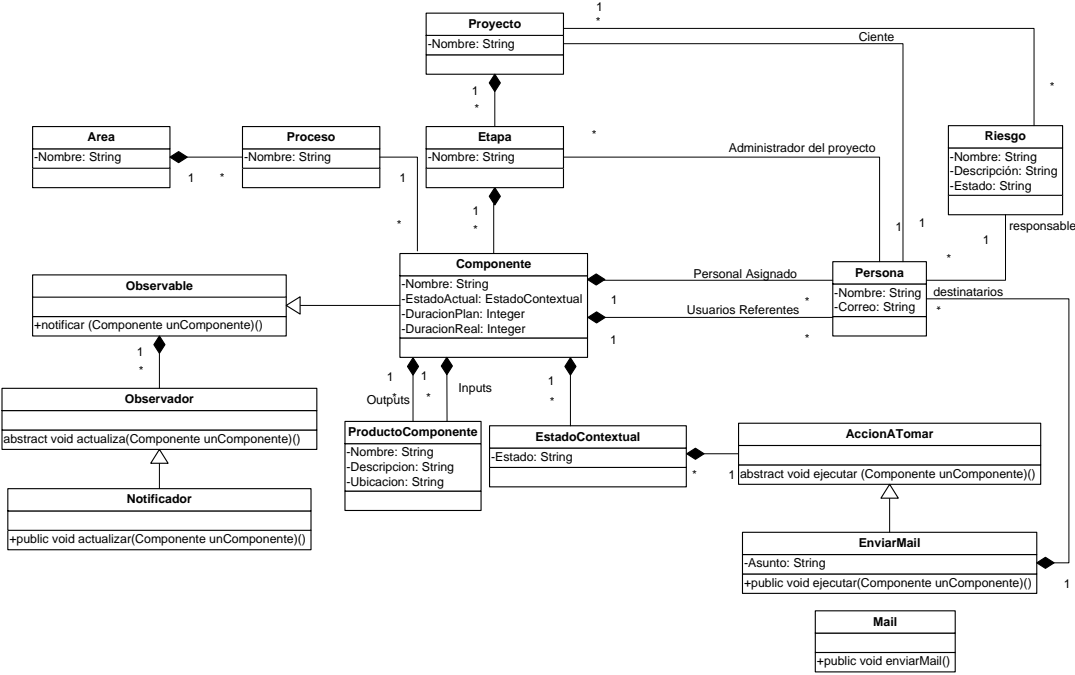 1
*
Proyecto
-Nombre: String
Ciente
1
*
*
Area
-Nombre: String
Proceso
-Nombre: String
Etapa
-Nombre: String
*
Administrador del proyecto
Riesgo
-Nombre: String
-Descripción: String
-Estado: String
1
*
1
*
1
*
1
1
responsable
1
*
Observable
+notificar (Componente unComponente)()
Componente
-Nombre: String
-EstadoActual: EstadoContextual
-DuracionPlan: Integer
-DuracionReal: Integer
Personal Asignado
1
*
Usuarios Referentes
1
*
Persona
-Nombre: String
-Correo: String
destinatarios
*
1
*
Observador
abstract void actualiza(Componente unComponente)()
1
*
Outputs
1
*
Inputs
1
*
ProductoComponente
-Nombre: String
-Descripcion: String
-Ubicacion: String
EstadoContextual
-Estado: String
*
1
AccionATomar
abstract void ejecutar (Componente unComponente)()
Notificador
+public void actualizar(Componente unComponente)()
EnviarMail
-Asunto: String
+public void ejecutar(Componente unComponente)()
1
Mail
+public void enviarMail()